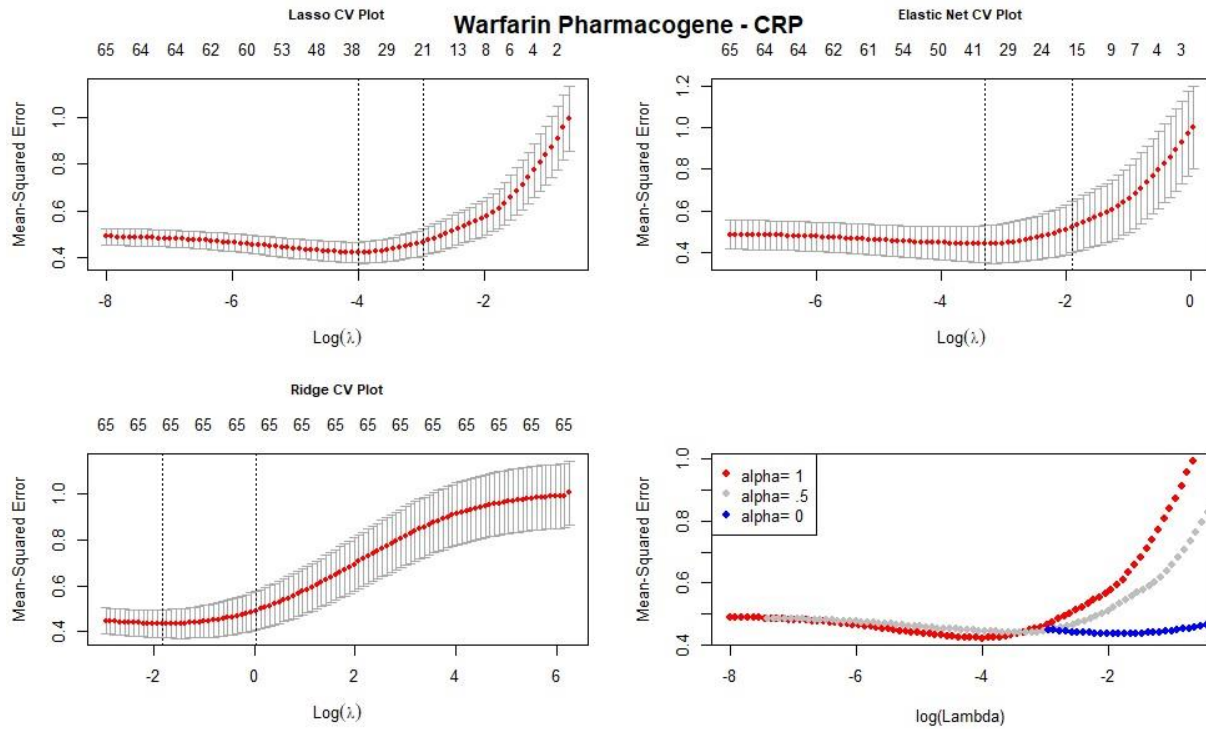 Warfarin Pharmacogene - CRP
Lasso CV Plot
65 64 64 62 60 53 48 38 29 21 13 8 6 4 2
Mean-Squared Error
1.0
0.8
0.6
0.4
-8 -6 -4 -2
Log(λ)
Elastic Net CV Plot
65 64 64 62 61 54 50 41 29 24 15 9 7 4 3
Mean-Squared Error
1.2
1.0
0.8
0.6
0.4
-6 -4 -2 0
Log(λ)
Ridge CV Plot
65 65 65 65 65 65 65 65 65 65 65 65 65 65 65
Mean-Squared Error
1.0
0.8
0.6
0.4
-2 0 2 4 6
Log(λ)
Mean-Squared Error
1.0
0.8
0.6
0.4
alpha= 1
alpha= .5
alpha= 0
-8 -6 -4 -2
log(Lambda)